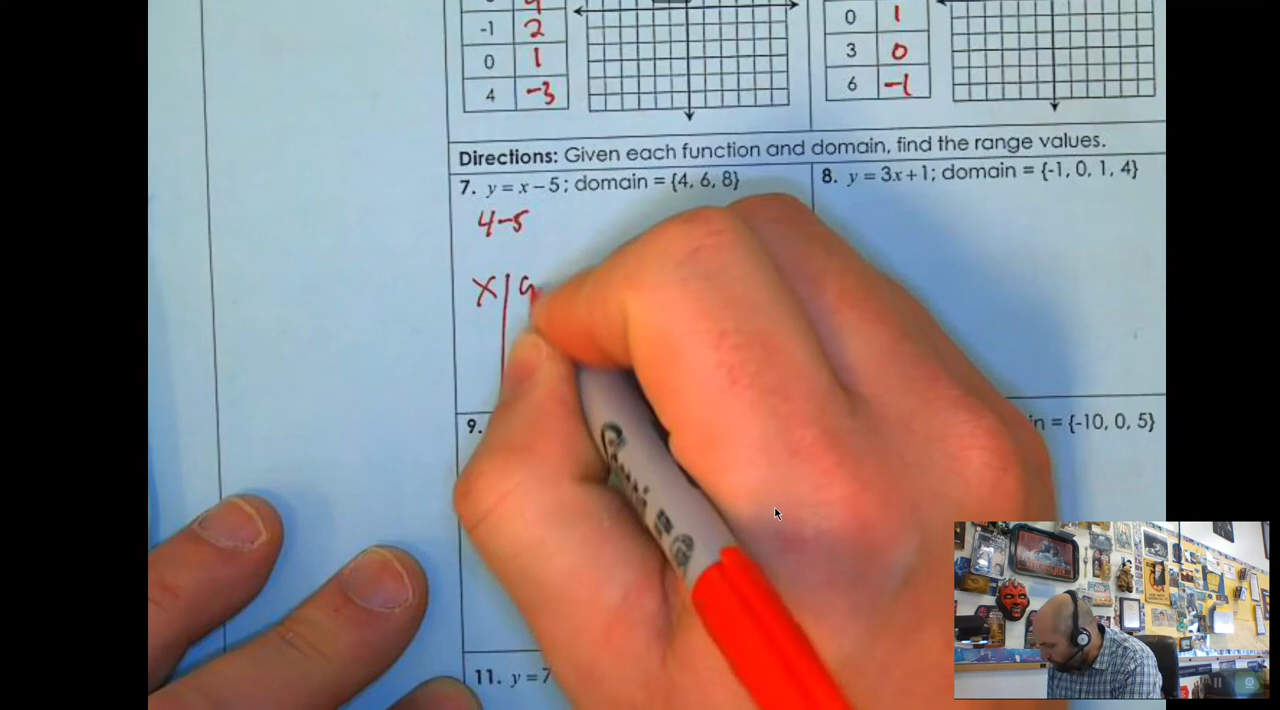 -1 2
0 1
4 -3
0 1
3 0
6 -1
Directions: Given each function and domain, find the range values.
7. y = x − 5; domain = {4, 6, 8}
4-5
x
8. y = 3x + 1; domain = {-1, 0, 1, 4}
9.
= {-10, 0, 5}
11. y = 7